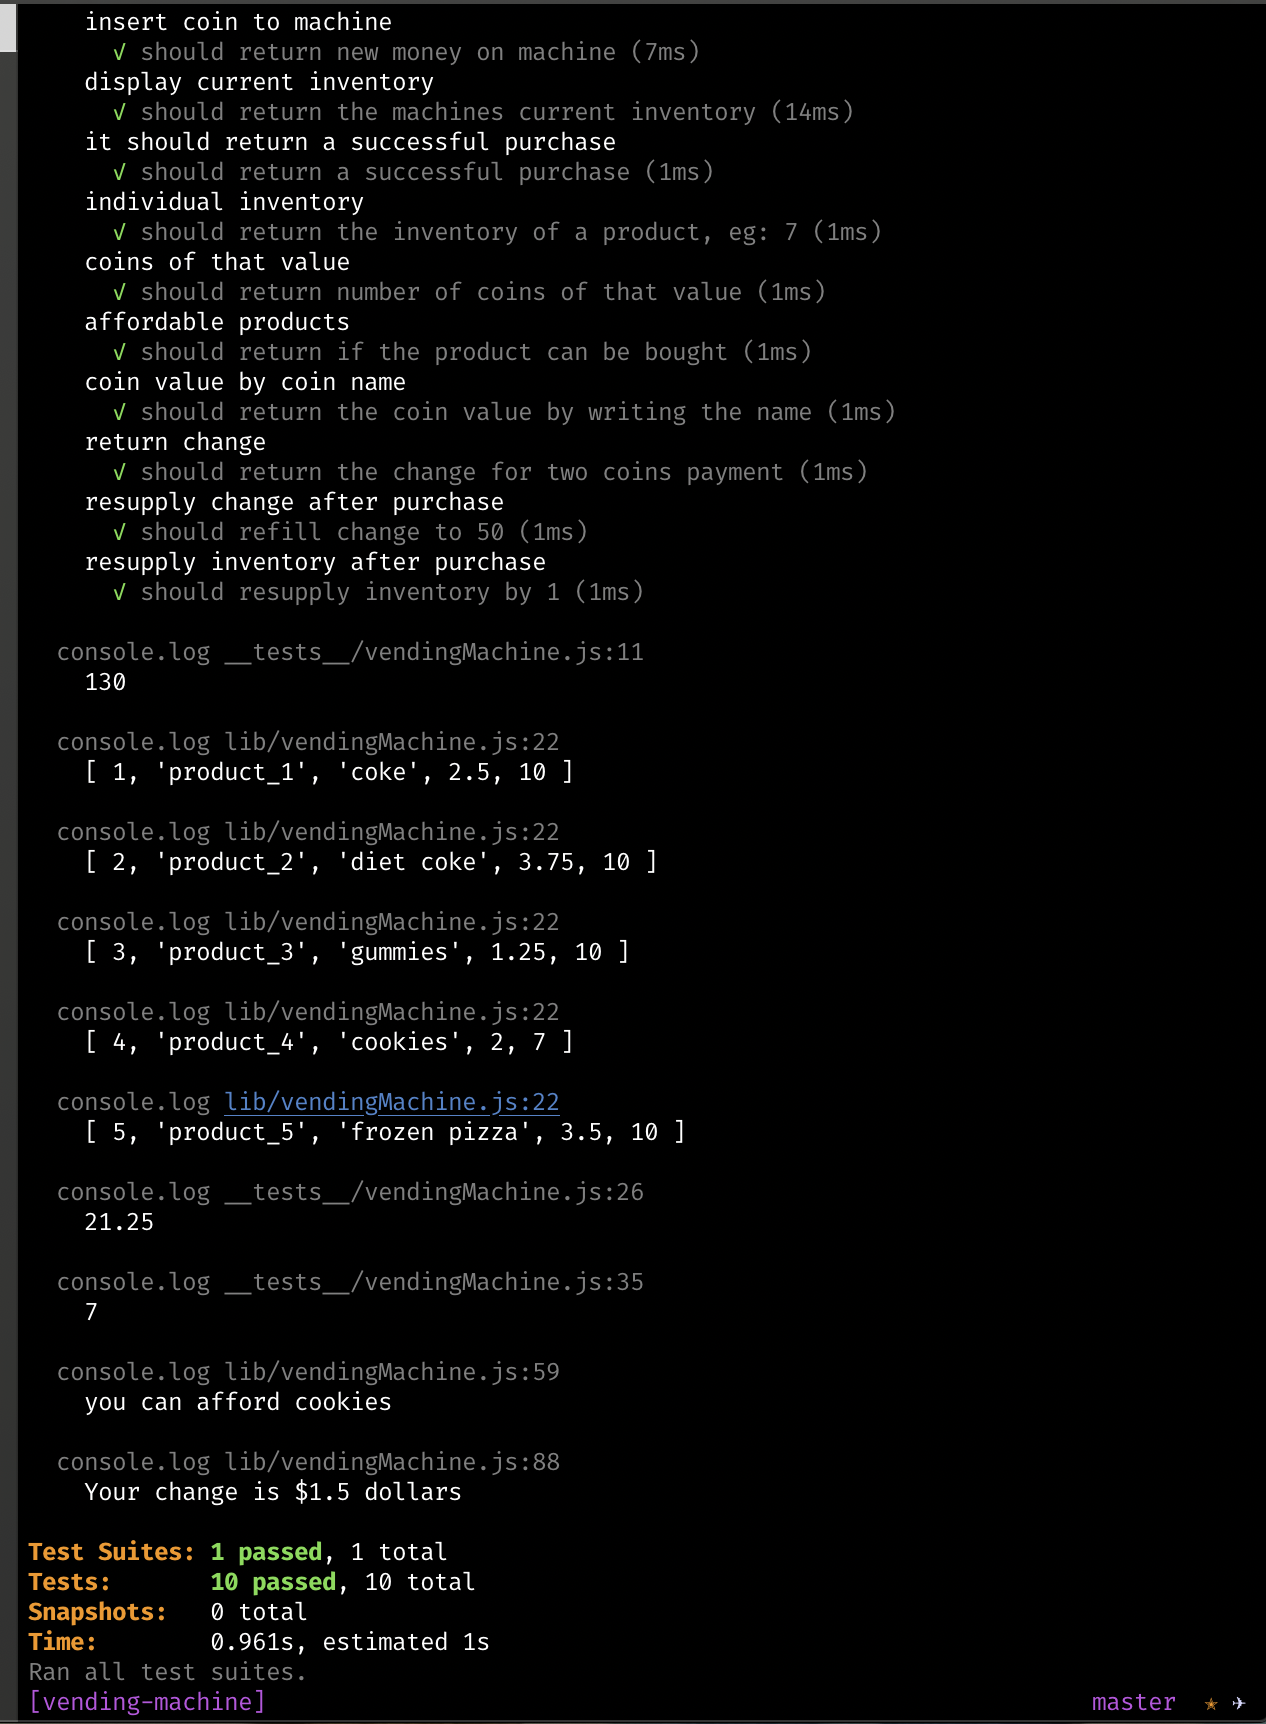 insert coin to machine
√ should return new money on machine (7ms)
display current inventory
√ should return the machines current inventory (14ms)
it should return a successful purchase
√ should return a successful purchase (1ms)
individual inventory
√ should return the inventory of a product, eg: 7 (1ms)
coins of that value
√ should return number of coins of that value (1ms)
affordable products
√ should return if the product can be bought (1ms)
coin value by coin name
√ should return the coin value by writing the name (1ms)
return change
√ should return the change for two coins payment (1ms)
resupply change after purchase
√ should refill change to 50 (1ms)
resupply inventory after purchase
√ should resupply inventory by 1 (1ms)
console.log __tests__/vendingMachine.js:11
130
console.log lib/vendingMachine.js:22
[ 1, 'product_1', 'coke', 2.5, 10 ]
console.log lib/vendingMachine.js:22
[ 2, 'product_2', 'diet coke', 3.75, 10 ]
console.log lib/vendingMachine.js:22
[ 3, 'product_3', 'gummies', 1.25, 10 ]
console.log lib/vendingMachine.js:22
[ 4, 'product_4', 'cookies', 2, 7 ]
console.log lib/vendingMachine.js:22
[ 5, 'product_5', 'frozen pizza', 3.5, 10 ]
console.log __tests__/vendingMachine.js:26
21.25
console.log __tests__/vendingMachine.js:35
7
console.log lib/vendingMachine.js:59
you can afford cookies
console.log lib/vendingMachine.js:88
Your change is $1.5 dollars
Test Suites: 1 passed, 1 total
Tests: 10 passed, 10 total
Snapshots: 0 total
Time: 0.961s, estimated 1s
Ran all test suites.
[vending-machine] master ✭ ✈